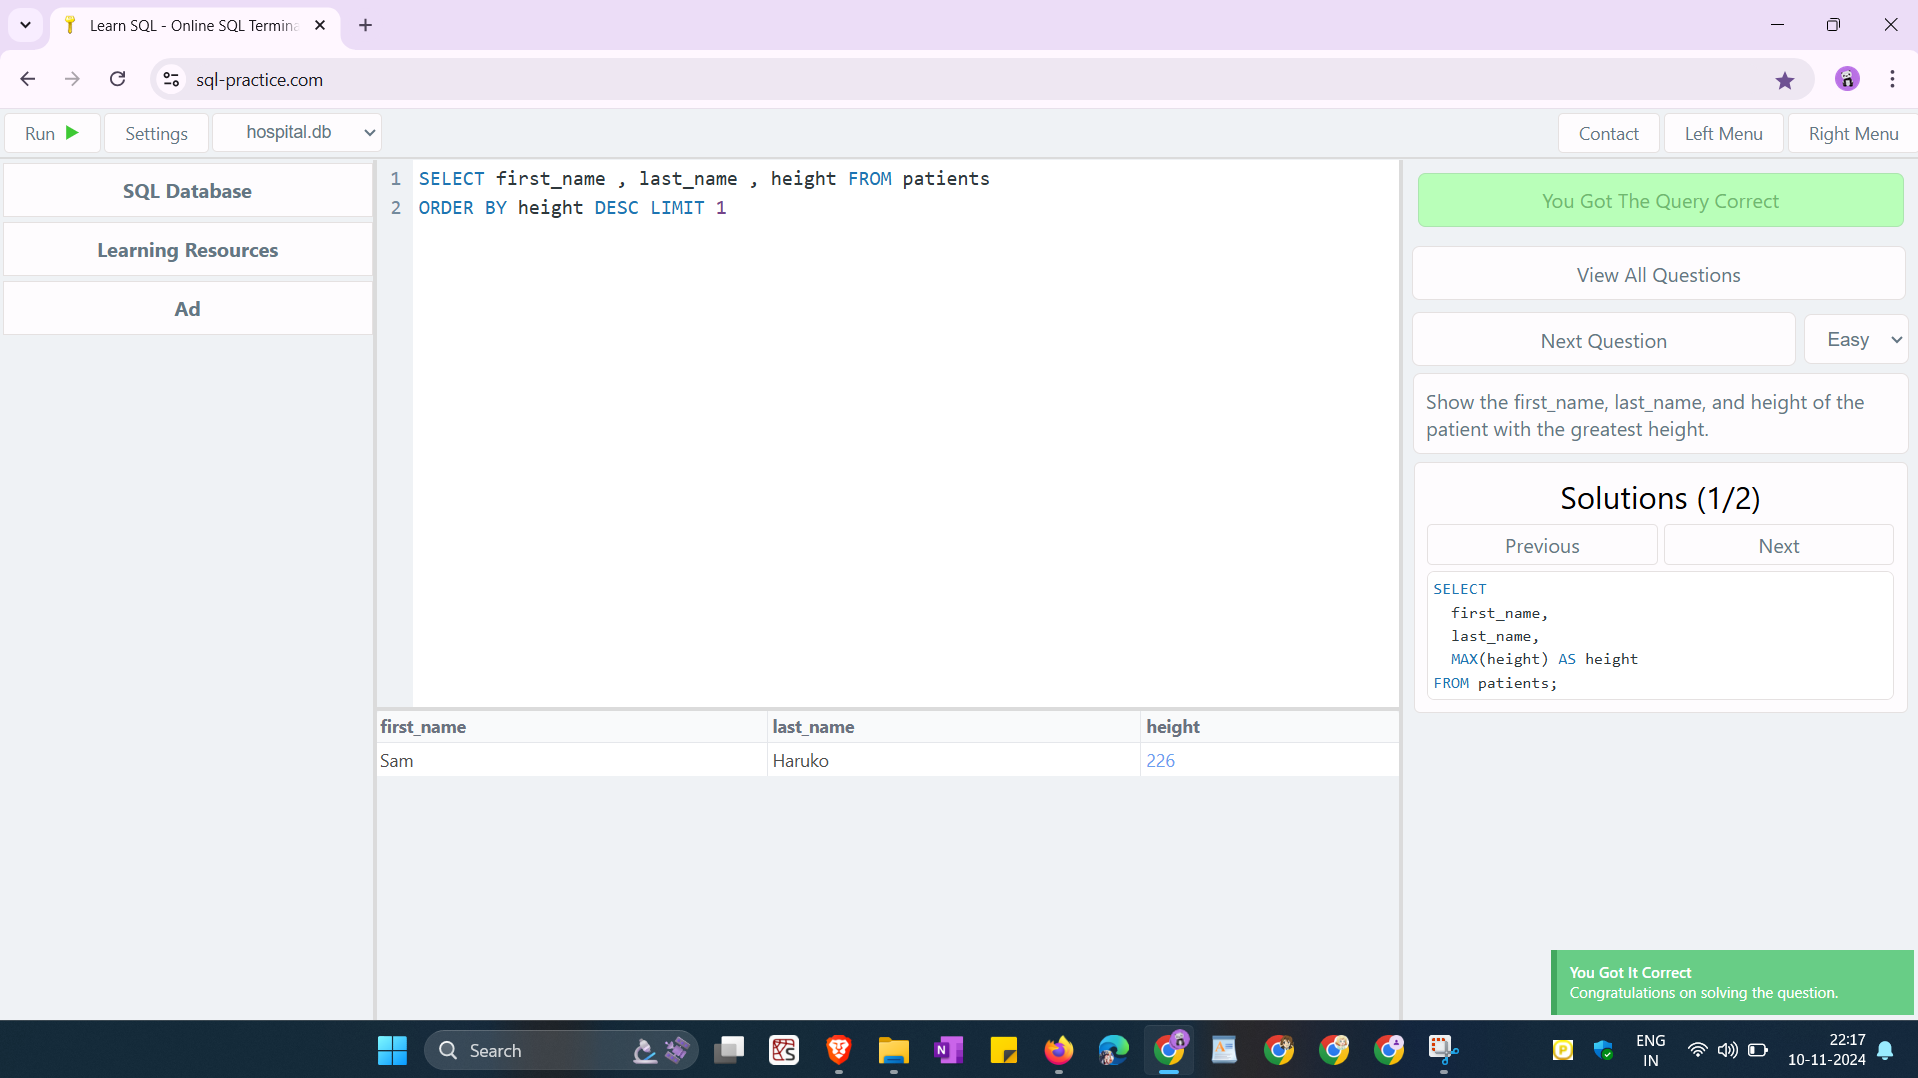 Learn SQL - Online SQL Termina
sql-practice.com
Run
Settings
hospital.db
Contact
Left Menu
Right Menu
SQL Database
Learning Resources
Ad
1 SELECT first_name , last_name , height FROM patients
2 ORDER BY height DESC LIMIT 1
first_name last_name height
Sam Haruko 226
You Got The Query Correct
View All Questions
Next Question
Easy
Show the first_name, last_name, and height of the
patient with the greatest height.
Solutions (1/2)
Previous
Next
SELECT
first_name,
last_name,
MAX(height) AS height
FROM patients;
You Got It Correct
Congratulations on solving the question.
Search
ENG
IN
22:17
10-11-2024